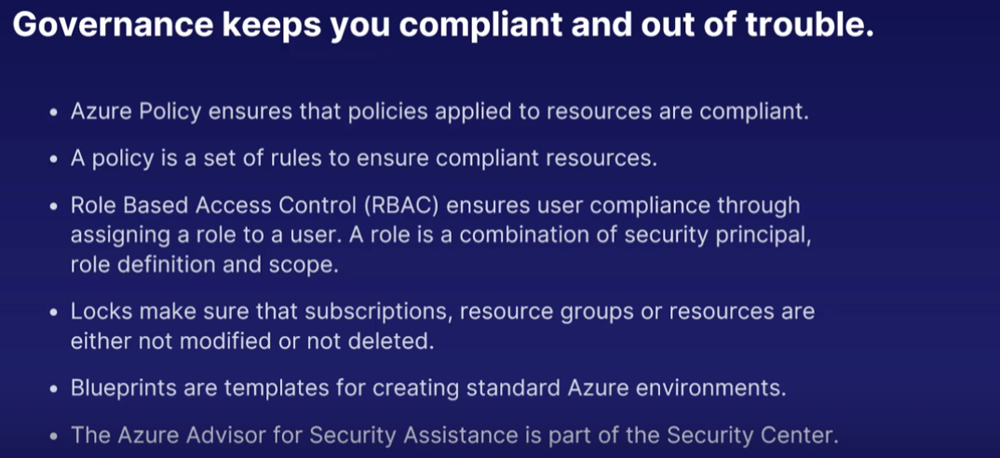 Governance keeps you compliant and out of trouble.
• Azure Policy ensures that policies applied to resources are compliant.
• A policy is a set of rules to ensure compliant resources.
• Role Based Access Control (RBAC) ensures user compliance through
assigning a role to a user. A role is a combination of security principal,
role definition and scope.
• Locks make sure that subscriptions, resource groups or resources are
either not modified or not deleted.
• Blueprints are templates for creating standard Azure environments.
• The Azure Advisor for Security Assistance is part of the Security Center.